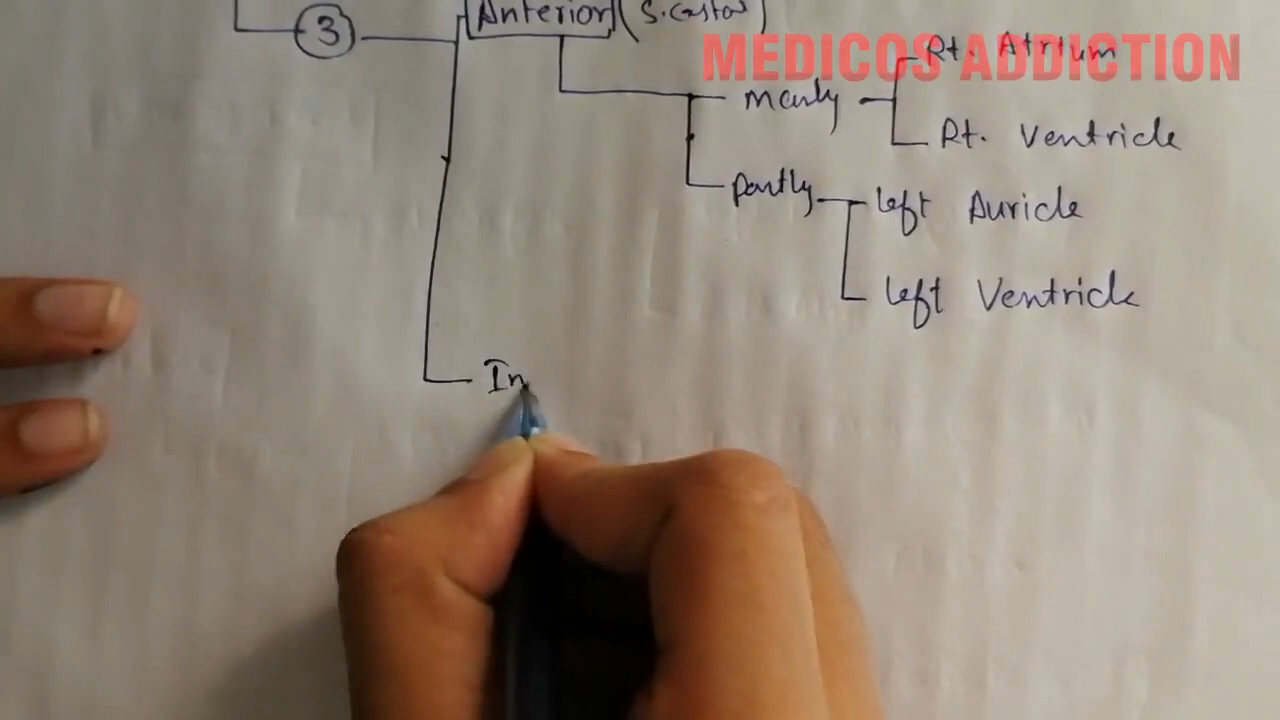 3 Anterior (S. Costal)
MEDICOS ADDICTION
Rt. Atrium
Mainly
Rt. Ventricle
Partly left Auricle
left Ventricle
In